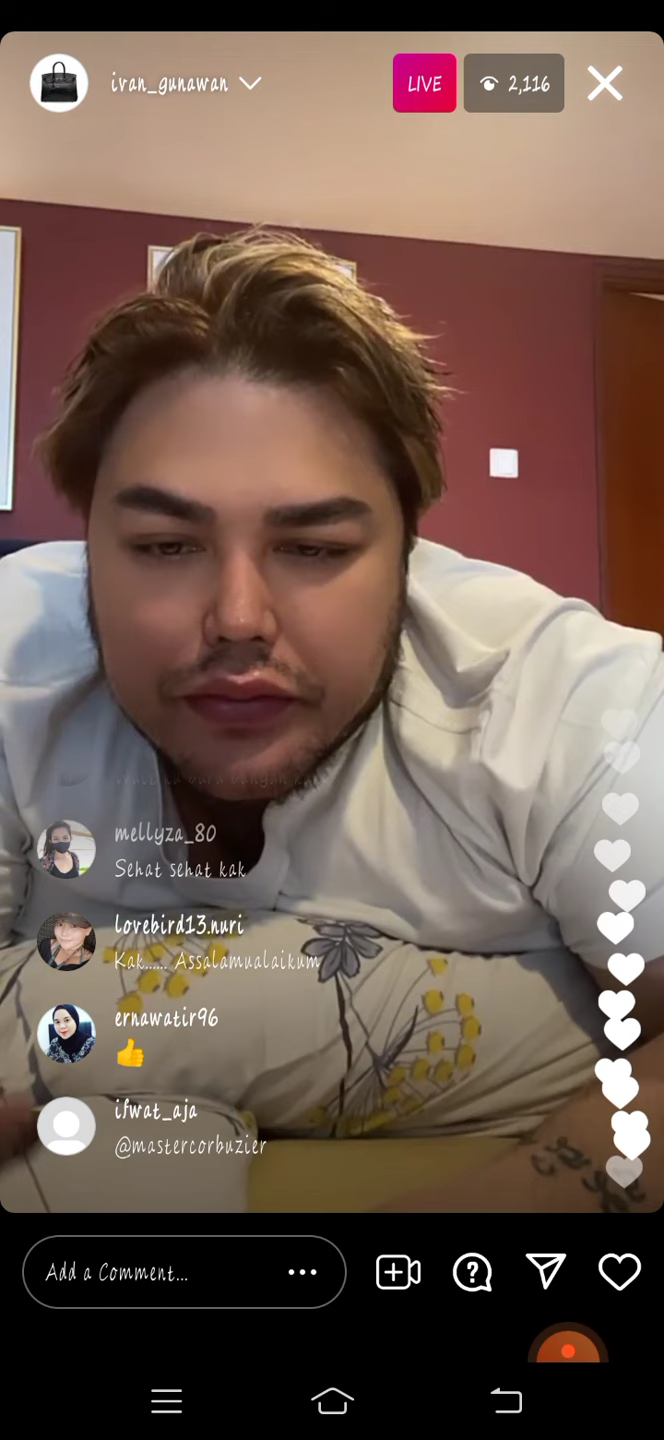 ivan_gunawan
LIVE
2,116
mellyza_80
Sehat sehat kak
lovebird13.nuri
Kak...... Assalamualaikum
ernawatir96
👍
ifwat_aja
@mastercorbuzier
Add a Comment...